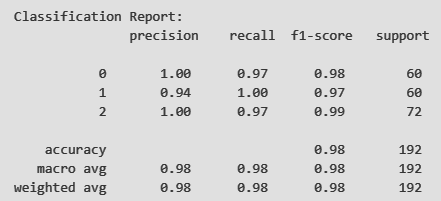 Classification Report:
precision recall f1-score support
0 1.00 0.97 0.98 60
1 0.94 1.00 0.97 60
2 1.00 0.97 0.99 72
accuracy 0.98 192
macro avg 0.98 0.98 0.98 192
weighted avg 0.98 0.98 0.98 192